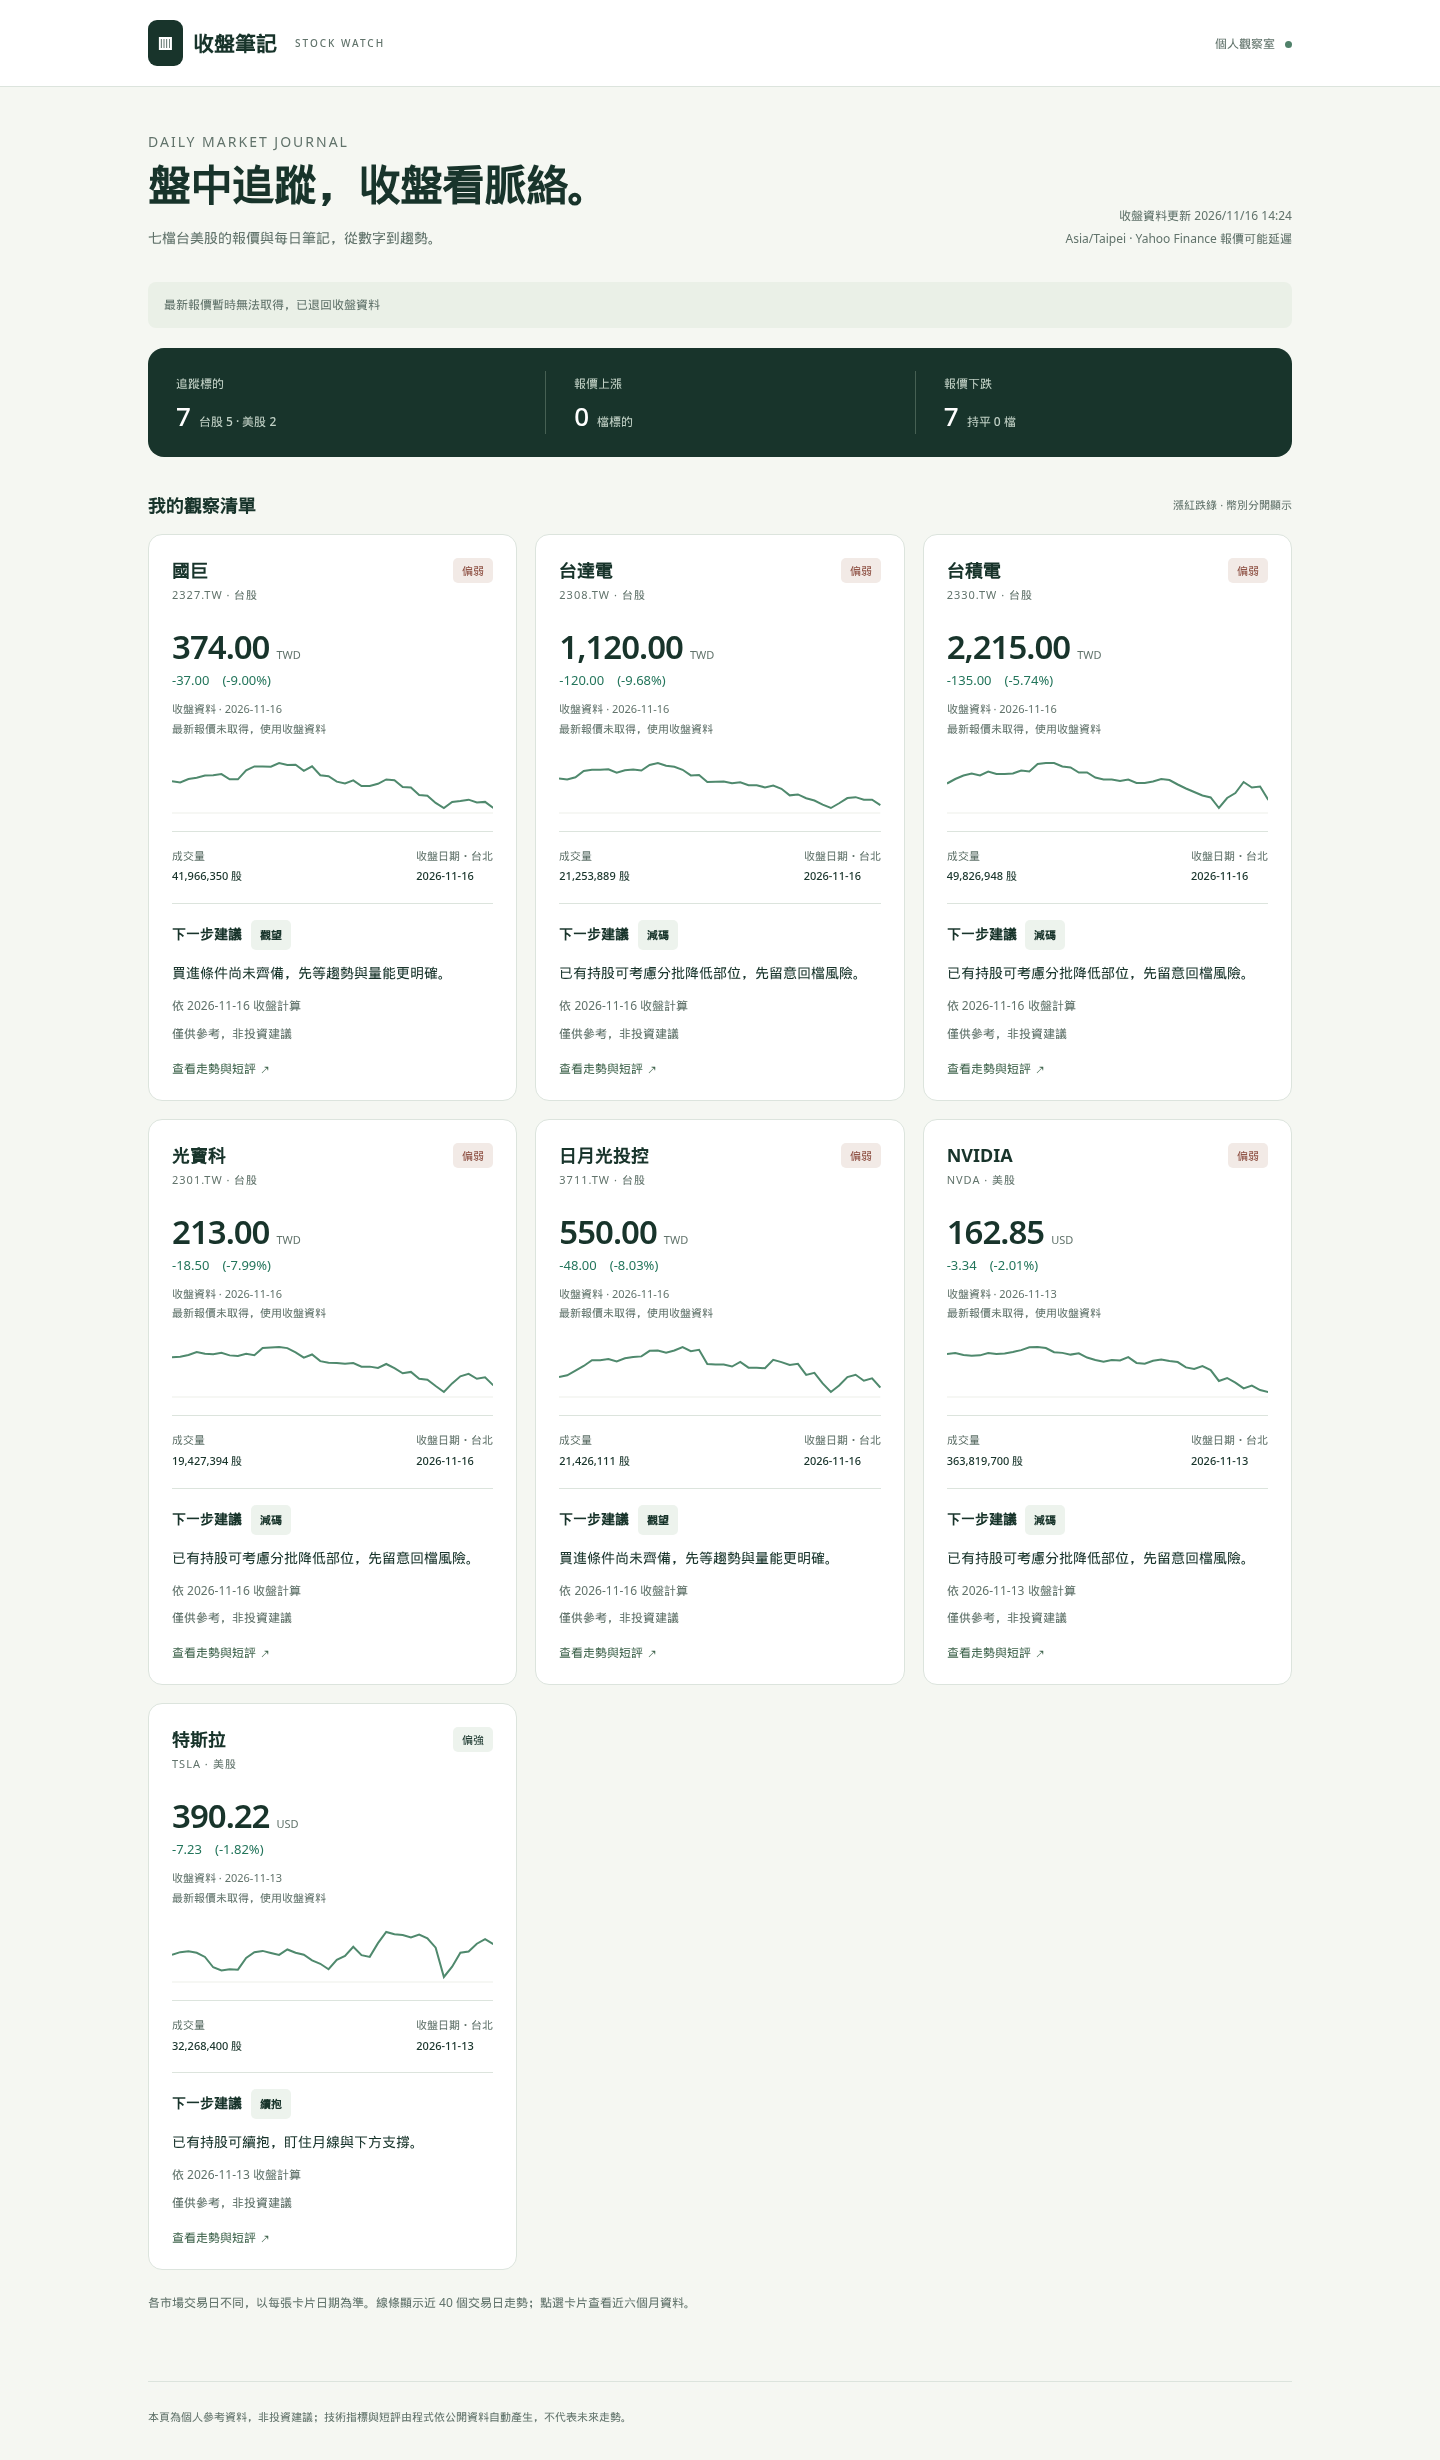 收盤筆記 STOCK WATCH
個人觀察室
DAILY MARKET JOURNAL
盤中追蹤，收盤看脈絡。
七檔台美股的報價與每日筆記，從數字到趨勢。
收盤資料更新 2026/11/16 14:24
Asia/Taipei · Yahoo Finance 報價可能延遲
最新報價暫時無法取得，已退回收盤資料
追蹤標的
7 台股 5 · 美股 2
報價上漲
0 檔標的
報價下跌
7 持平 0 檔
我的觀察清單
漲紅跌綠 · 幣別分開顯示
國巨 偏弱
2327.TW · 台股
374.00 TWD
-37.00 (-9.00%)
收盤資料 · 2026-11-16
最新報價未取得，使用收盤資料
成交量
41,966,350 股
收盤日期・台北
2026-11-16
下一步建議 觀望
買進條件尚未齊備，先等趨勢與量能更明確。
依 2026-11-16 收盤計算
僅供參考，非投資建議
查看走勢與短評 ↗
台達電 偏弱
2308.TW · 台股
1,120.00 TWD
-120.00 (-9.68%)
收盤資料 · 2026-11-16
最新報價未取得，使用收盤資料
成交量
21,253,889 股
收盤日期・台北
2026-11-16
下一步建議 減碼
已有持股可考慮分批降低部位，先留意回檔風險。
依 2026-11-16 收盤計算
僅供參考，非投資建議
查看走勢與短評 ↗
台積電 偏弱
2330.TW · 台股
2,215.00 TWD
-135.00 (-5.74%)
收盤資料 · 2026-11-16
最新報價未取得，使用收盤資料
成交量
49,826,948 股
收盤日期・台北
2026-11-16
下一步建議 減碼
已有持股可考慮分批降低部位，先留意回檔風險。
依 2026-11-16 收盤計算
僅供參考，非投資建議
查看走勢與短評 ↗
光寶科 偏弱
2301.TW · 台股
213.00 TWD
-18.50 (-7.99%)
收盤資料 · 2026-11-16
最新報價未取得，使用收盤資料
成交量
19,427,394 股
收盤日期・台北
2026-11-16
下一步建議 減碼
已有持股可考慮分批降低部位，先留意回檔風險。
依 2026-11-16 收盤計算
僅供參考，非投資建議
查看走勢與短評 ↗
日月光投控 偏弱
3711.TW · 台股
550.00 TWD
-48.00 (-8.03%)
收盤資料 · 2026-11-16
最新報價未取得，使用收盤資料
成交量
21,426,111 股
收盤日期・台北
2026-11-16
下一步建議 觀望
買進條件尚未齊備，先等趨勢與量能更明確。
依 2026-11-16 收盤計算
僅供參考，非投資建議
查看走勢與短評 ↗
NVIDIA 偏弱
NVDA · 美股
162.85 USD
-3.34 (-2.01%)
收盤資料 · 2026-11-13
最新報價未取得，使用收盤資料
成交量
363,819,700 股
收盤日期・台北
2026-11-13
下一步建議 減碼
已有持股可考慮分批降低部位，先留意回檔風險。
依 2026-11-13 收盤計算
僅供參考，非投資建議
查看走勢與短評 ↗
特斯拉 偏強
TSLA · 美股
390.22 USD
-7.23 (-1.82%)
收盤資料 · 2026-11-13
最新報價未取得，使用收盤資料
成交量
32,268,400 股
收盤日期・台北
2026-11-13
下一步建議 續抱
已有持股可續抱，盯住月線與下方支撐。
依 2026-11-13 收盤計算
僅供參考，非投資建議
查看走勢與短評 ↗
各市場交易日不同，以每張卡片日期為準。線條顯示近 40 個交易日走勢；點選卡片查看近六個月資料。
本頁為個人參考資料，非投資建議；技術指標與短評由程式依公開資料自動產生，不代表未來走勢。